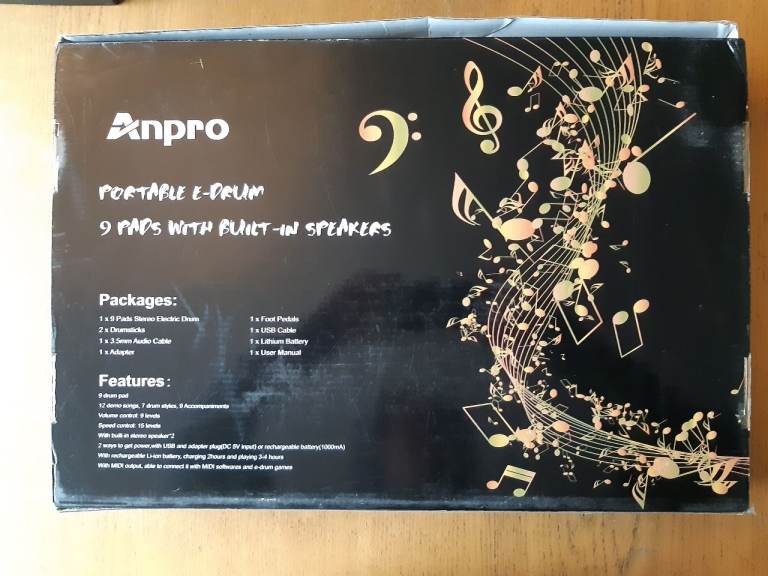 Anpro
PORTABLE E-DRUM
9 PADS WITH BUILT-IN SPEAKERS
Packages:
1 x 9 Pads Stereo Electric Drum
2 x Drumsticks
1 x 3.5mm Audio Cable
1 x Adapter
1 x Foot Pedals
1 x USB Cable
1 x Lithium Battery
1 x User Manual
Features:
9 drum pad
12 demo songs, 7 drum styles, 9 Accompaniments
Volume control: 9 levels
Speed control: 15 levels
With built-in stereo speaker*2
2 ways to get power,with USB and adapter plug(DC 5V input) or rechargeable battery(1000mA)
With rechargeable Li-ion battery, charging 2hours and playing 3-4 hours
With MIDI output, able to connect it with MIDI softwares and e-drum games